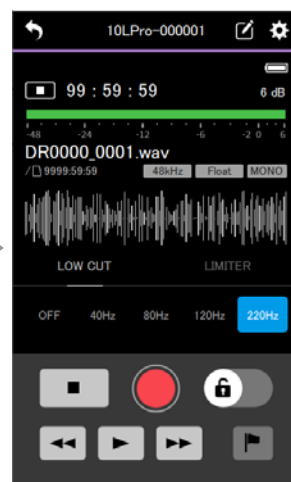 10LPro-000001
99 : 59 : 59
6 dB
-48 -24 -12 -6 -2 0 6
DR0000_0001.wav
/ 9999:59:59 48kHz Float MONO
LOW CUT LIMITER
OFF 40Hz 80Hz 120Hz 220Hz